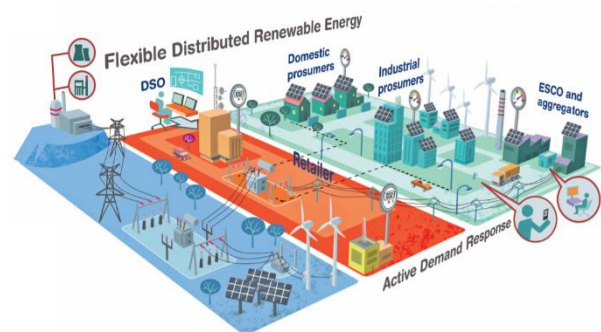 Flexible Distributed Renewable Energy
DSO
Domestic
prosumers
Industrial
prosumers
ESCO and
aggregators
Retailer
Active Demand Response